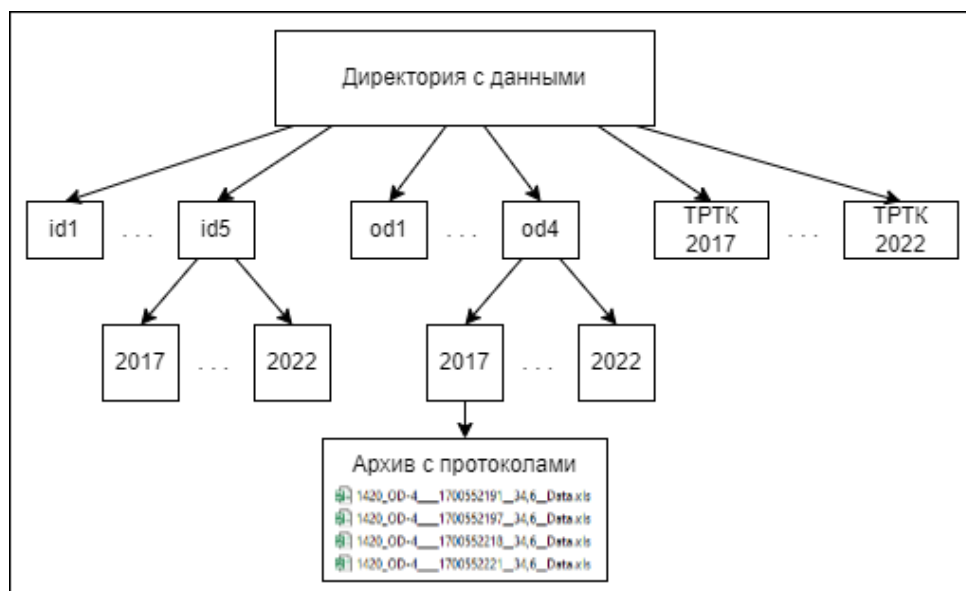 Директория с данными
id1 . . . id5 od1 . . . od4 ТРТК 2017 . . . ТРТК 2022
2017 . . . 2022 2017 . . . 2022
Архив с протоколами
1420_OD-4___1700552191__34,6__Data.xls
1420_OD-4___1700552197__34,6__Data.xls
1420_OD-4___1700552218__34,6__Data.xls
1420_OD-4___1700552221__34,6__Data.xls